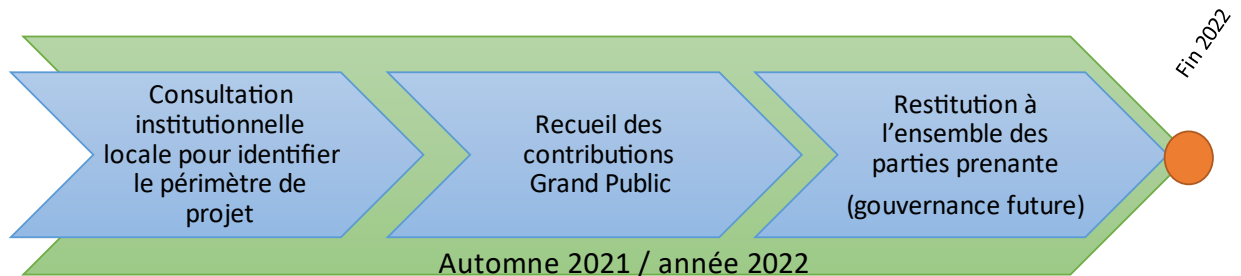 Consultation
institutionnelle
locale pour identifier
le périmètre de
projet
Recueil des
contributions
Grand Public
Restitution à
l’ensemble des
parties prenante
(gouvernance future)
Fin 2022
Automne 2021 / année 2022